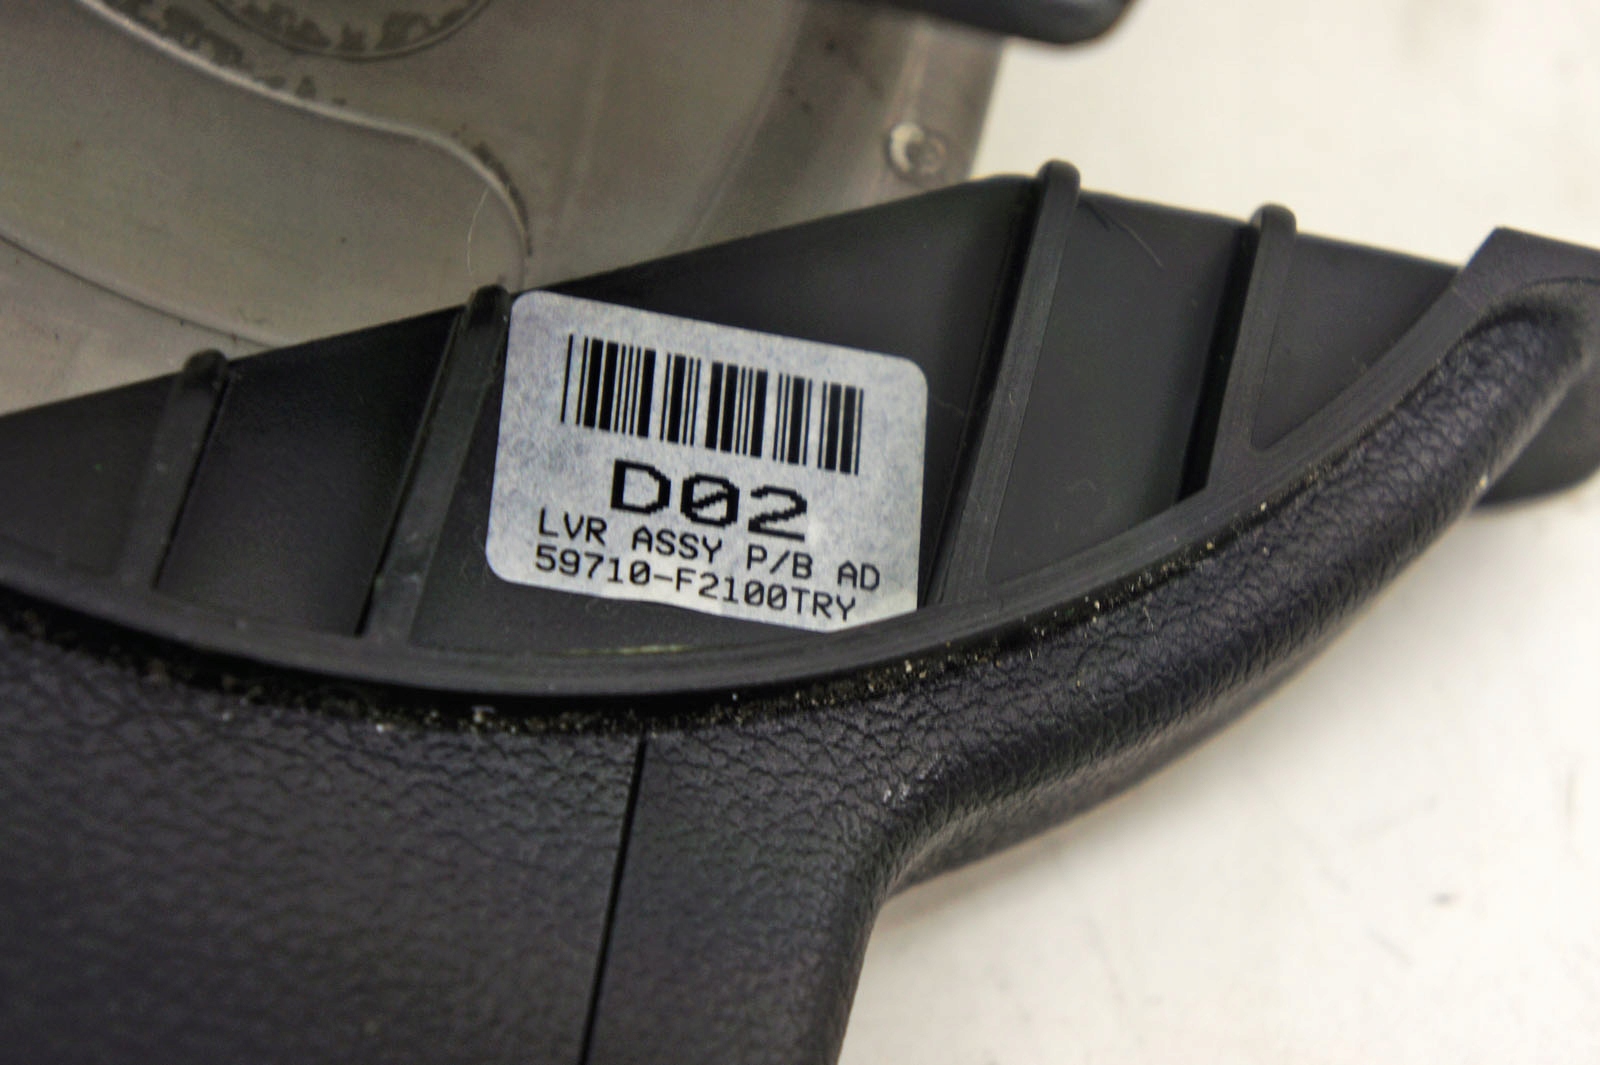 D02
LVR ASSY P/B AD
59710-F2100TRY